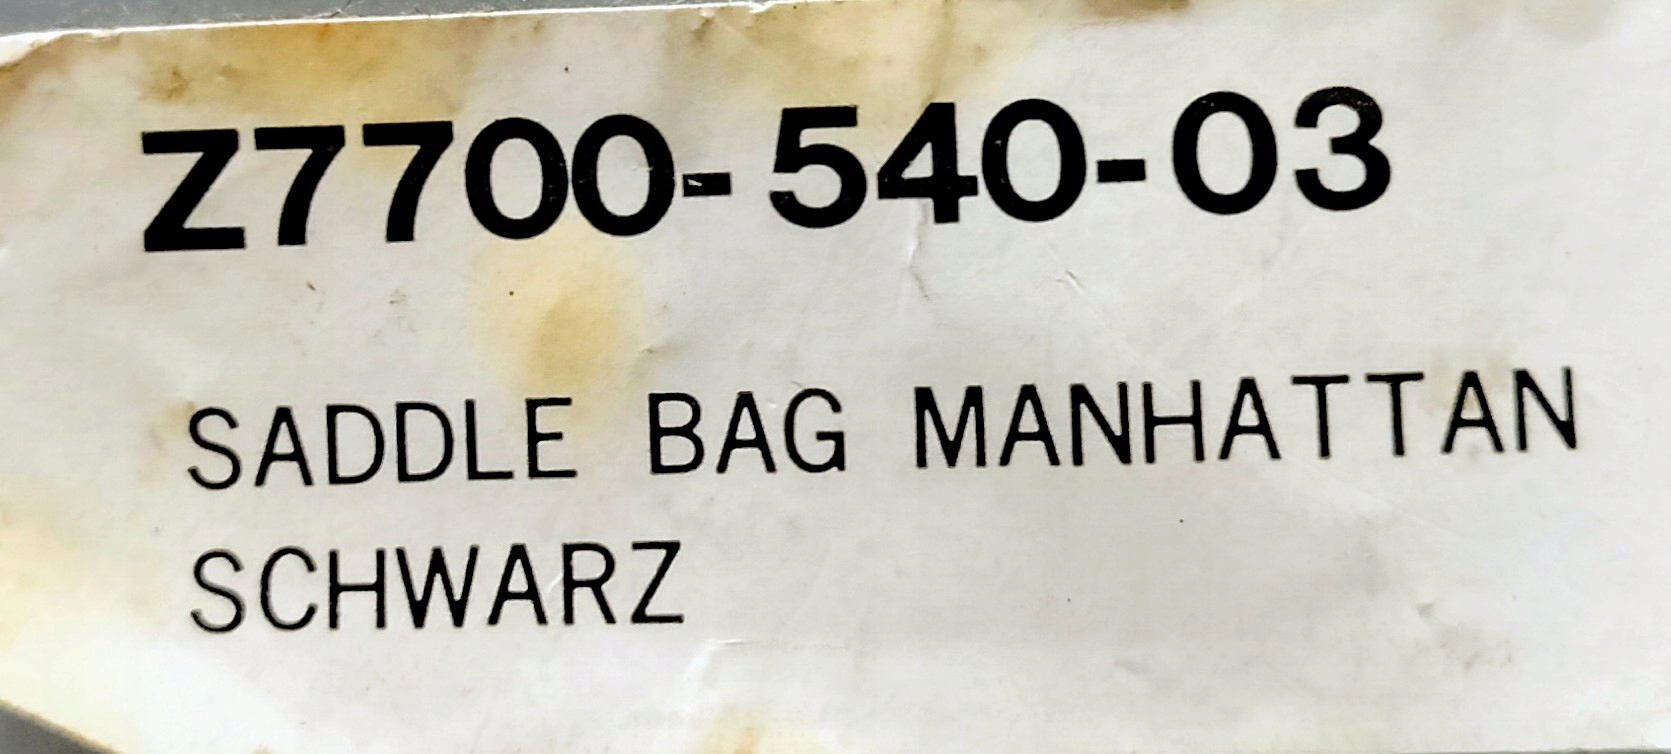 Z7700-540-03
SADDLE BAG MANHATTAN
SCHWARZ